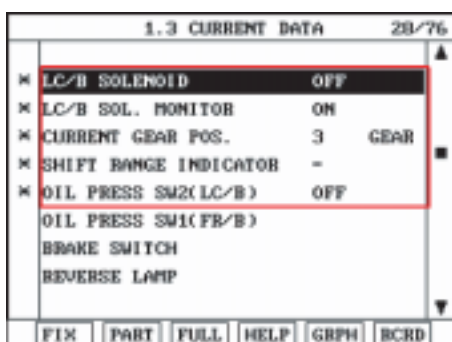 1.3 CURRENT DATA 28/76
× LC/B SOLENOID OFF
× LC/B SOL. MONITOR ON
× CURRENT GEAR POS. 3 GEAR
× SHIFT RANGE INDICATOR -
× OIL PRESS SW2(LC/B) OFF
OIL PRESS SW1(FR/B)
BRAKE SWITCH
REVERSE LAMP
FIX PART FULL HELP GRPH RCRD